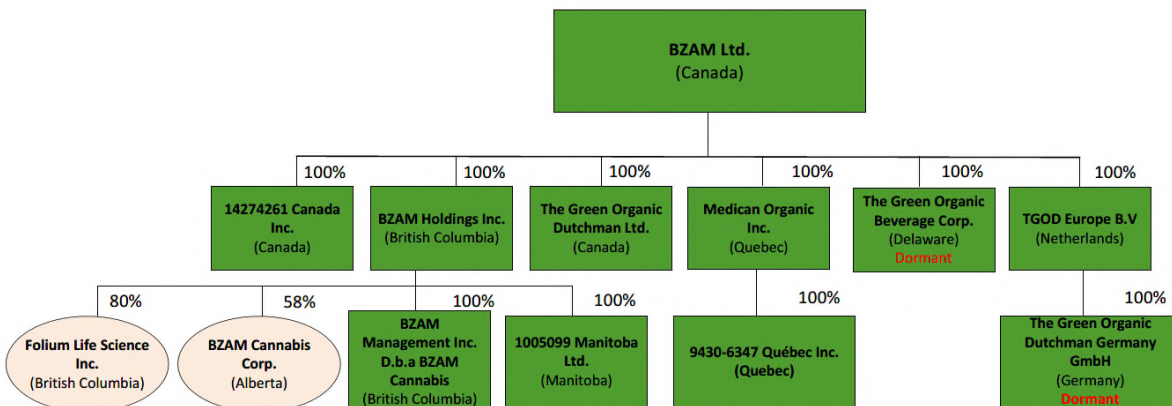 BZAM Ltd.
(Canada)
100%
100%
100%
100%
100%
100%
14274261 Canada
Inc.
(Canada)
BZAM Holdings Inc.
(British Columbia)
The Green Organic
Dutchman Ltd.
(Canada)
Medican Organic
Inc.
(Quebec)
The Green Organic
Beverage Corp.
(Delaware)
Dormant
TGOD Europe B.V
(Netherlands)
80%
58%
100%
100%
100%
100%
Folium Life Science
Inc.
(British Columbia)
BZAM Cannabis
Corp.
(Alberta)
BZAM
Management Inc.
D.b.a BZAM
Cannabis
(British Columbia)
1005099 Manitoba
Ltd.
(Manitoba)
9430-6347 Québec Inc.
(Quebec)
The Green Organic
Dutchman Germany
GmbH
(Germany)
Dormant